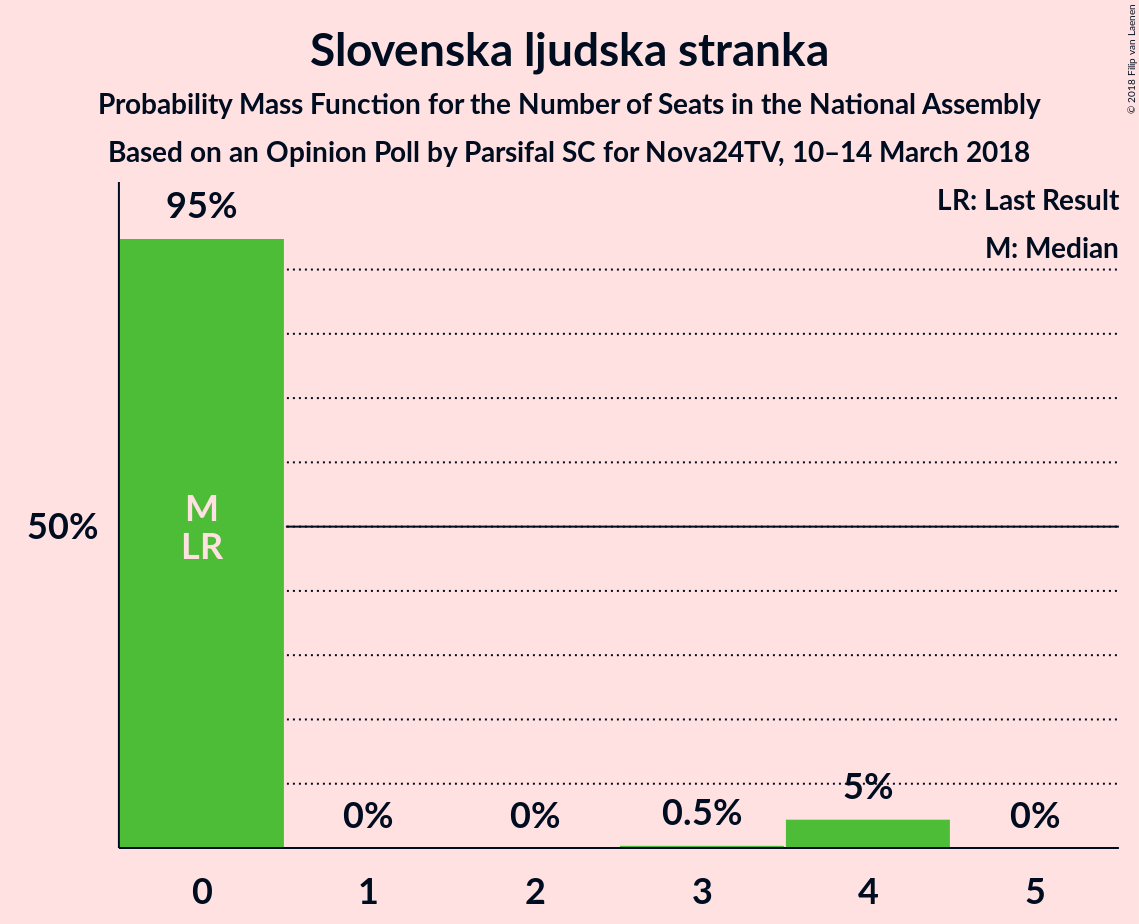 Slovenska ljudska stranka
Probability Mass Function for the Number of Seats in the National Assembly
Based on an Opinion Poll by Parsifal SC for Nova24TV, 10–14 March 2018
© 2018 Filip van Laenen
LR: Last Result
M: Median
95%
50%
M
LR
0%
0%
0.5%
5%
0%
0
1
2
3
4
5